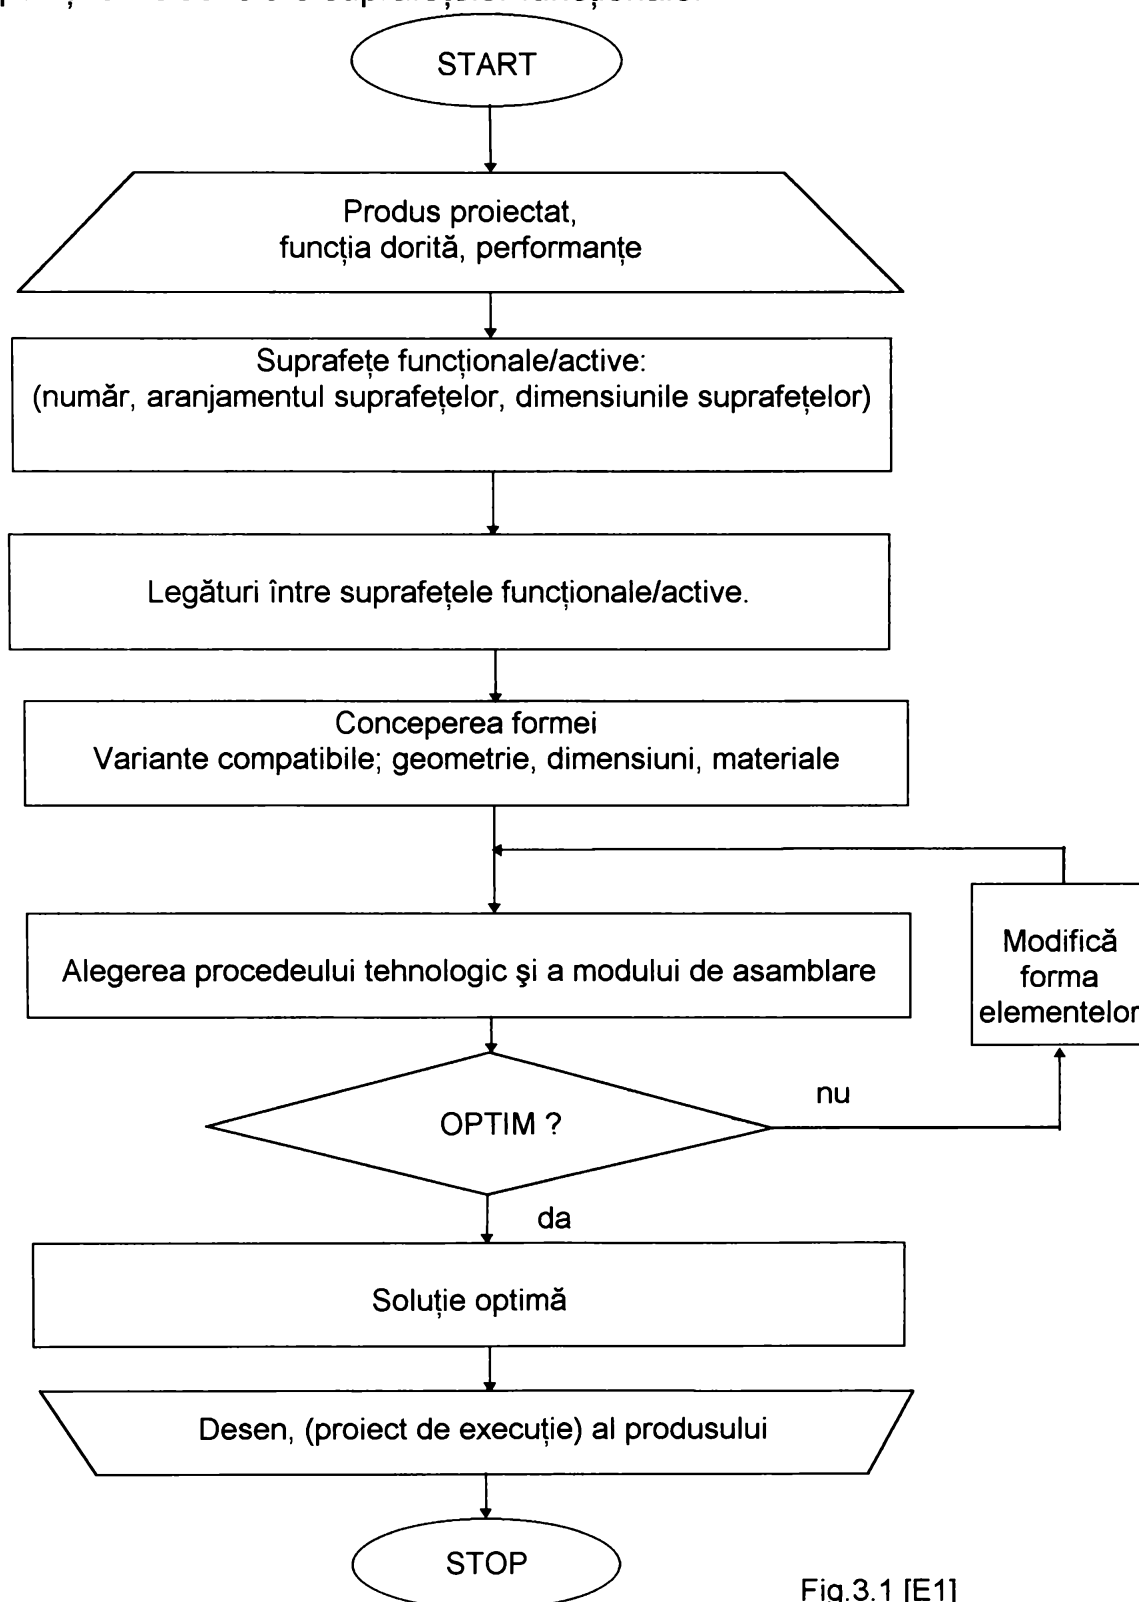 START
Produs proiectat,
funcția dorită, performanțe
Suprafețe funcționale/active:
(număr, aranjamentul suprafețelor, dimensiunile suprafețelor)
Legături între suprafețele funcționale/active.
Conceperea formei
Variante compatibile; geometrie, dimensiuni, materiale
Modifică
forma
elementelor
Alegerea procedeului tehnologic şi a modului de asamblare
OPTIM ?
nu
da
Soluție optimă
Desen, (proiect de execuție) al produsului
STOP
Fig.3.1 [E1]